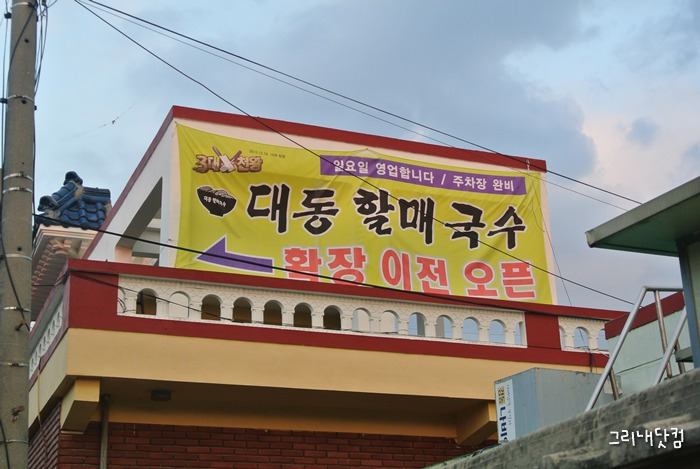 3대천왕
일요일 영업합니다 / 주차장 완비
대동 할매 국수
확장 이전 오픈
그리내닷컴